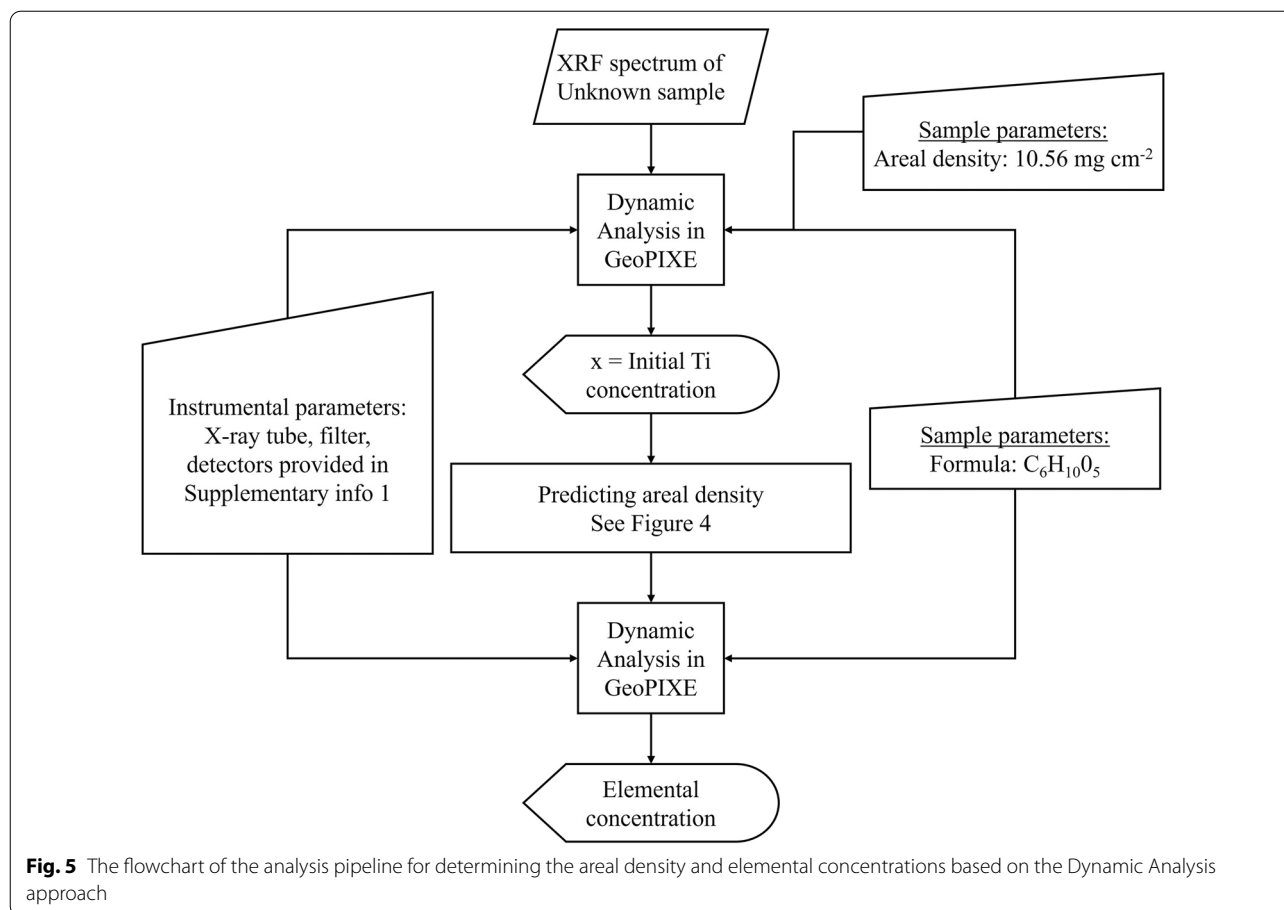 XRF spectrum of
Unknown sample
Sample parameters:
Areal density: 10.56 mg cm⁻²
Dynamic
Analysis in
GeoPIXE
x = Initial Ti
concentration
Instrumental parameters:
X-ray tube, filter,
detectors provided in
Supplementary info 1
Sample parameters:
Formula: C₆H₁₀0₅
Predicting areal density
See Figure 4
Dynamic
Analysis in
GeoPIXE
Elemental
concentration
Fig. 5 The flowchart of the analysis pipeline for determining the areal density and elemental concentrations based on the Dynamic Analysis
approach